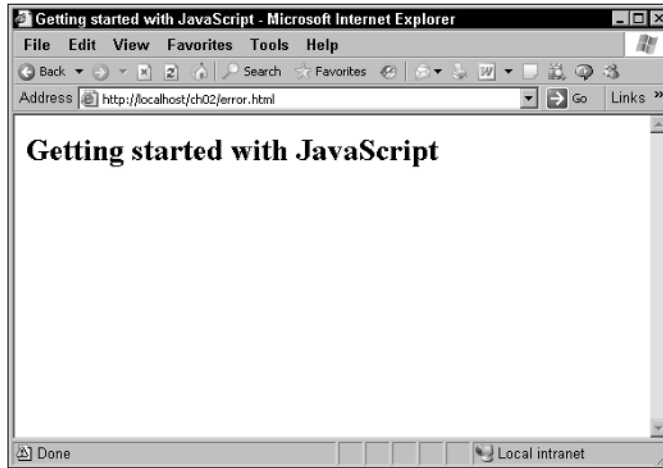 Getting started with JavaScript - Microsoft Internet Explorer
File Edit View Favorites Tools Help
Back Search Favorites
Address http://localhost/ch02/error.html Go Links »
Getting started with JavaScript
Done Local intranet